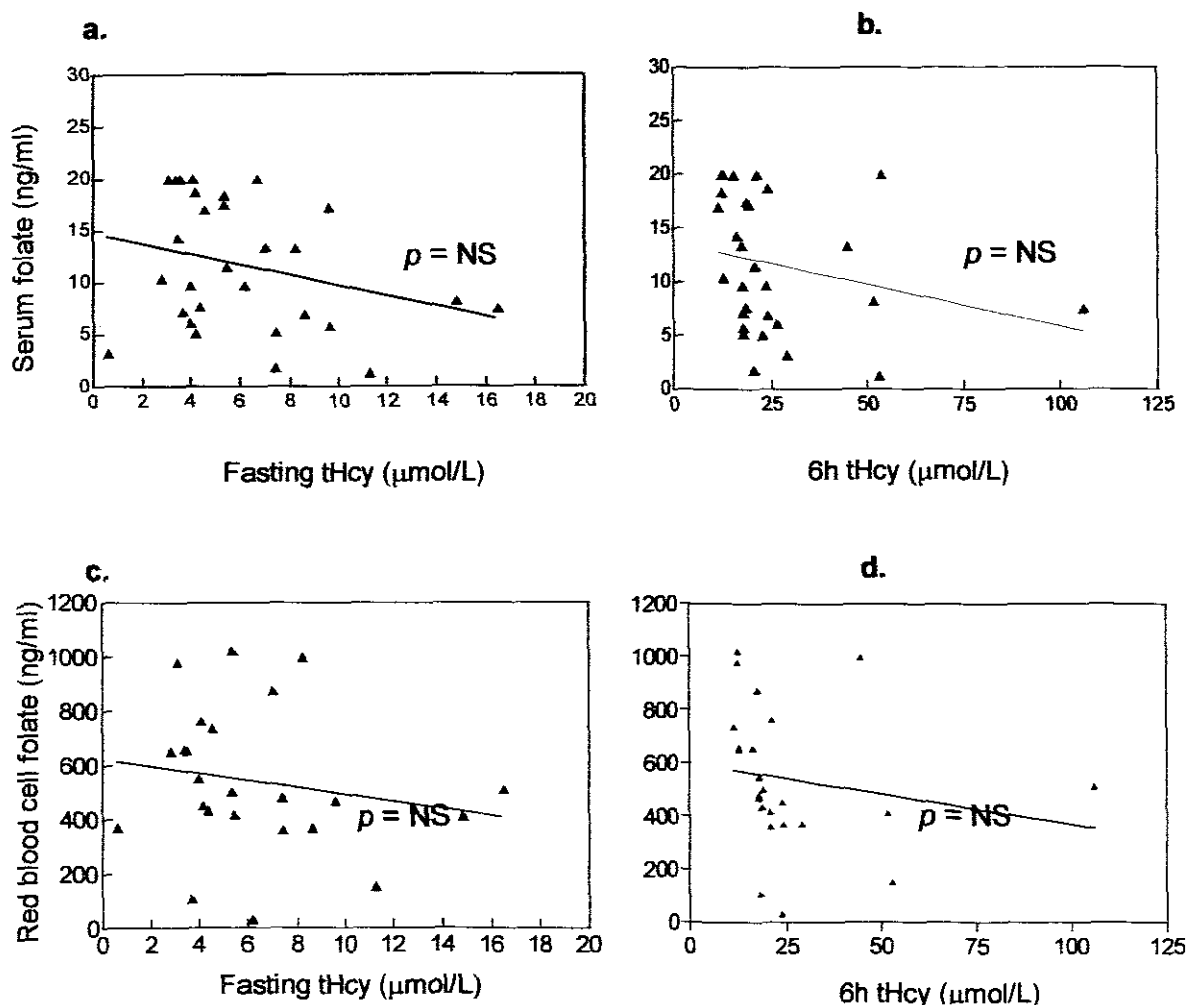 a.
Serum folate (ng/ml)
30
25
20
15
10
5
0
p = NS
0 2 4 6 8 10 12 14 16 18 20
Fasting tHcy (μmol/L)
b.
30
25
20
15
10
5
0
p = NS
0 25 50 75 100 125
6h tHcy (μmol/L)
c.
Red blood cell folate (ng/ml)
1200
1000
800
600
400
200
0
p = NS
0 2 4 6 8 10 12 14 16 18 20
Fasting tHcy (μmol/L)
d.
1200
1000
800
600
400
200
0
p = NS
0 25 50 75 100 125
6h tHcy (μmol/L)